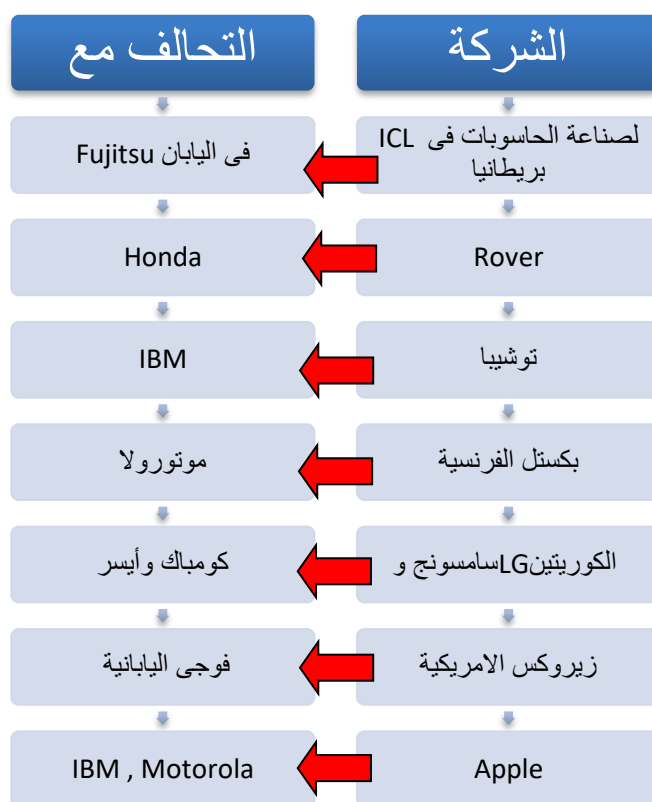 الشركة
التحالف مع
لصناعة الحاسوبات فى ICL
بريطانيا
فى اليابان Fujitsu
Rover
Honda
توشيبا
IBM
بكستل الفرنسية
موتورولا
الكوريتينLGسامسونج و
كومباك وأيسر
زيروكس الامريكية
فوجى اليابانية
Apple
IBM , Motorola